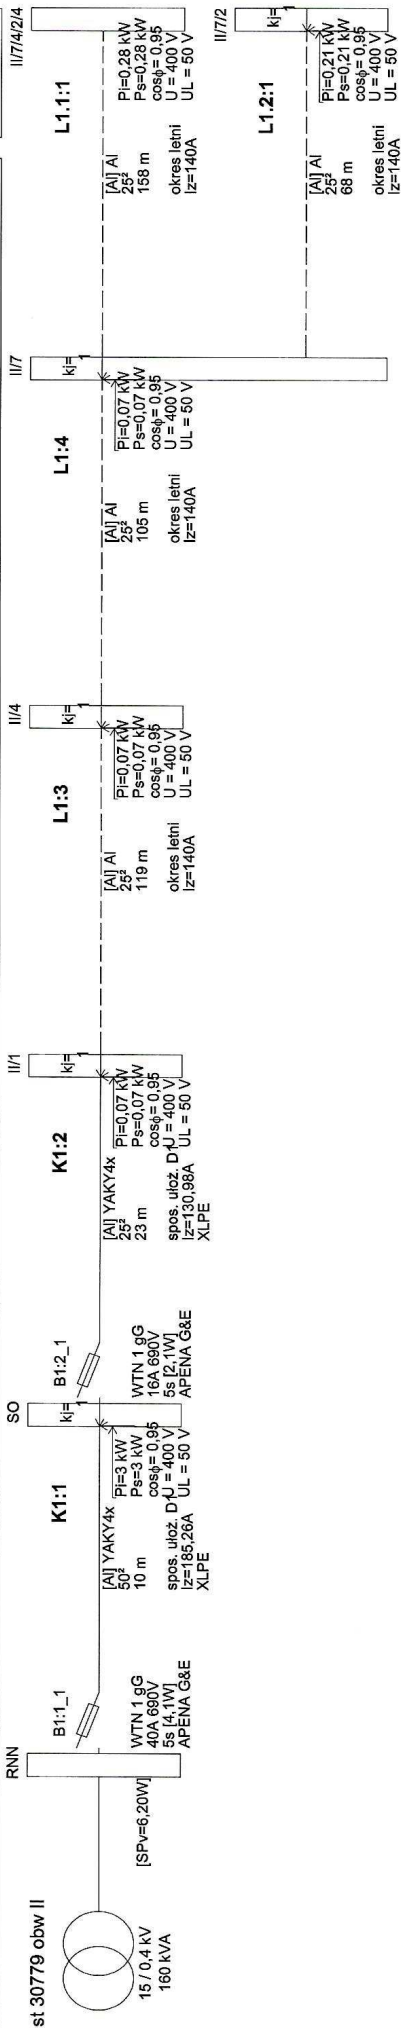 st 30779 obw II
15 / 0,4 kV
160 kVA
RNN
[SPv=6,20W]
B1:1_1
WTN 1 gG
40A 690V
5s [4,1W]
APENA G&E
K1:1
[Al] YAKY4x
50²
10 m
spos. ułoż. D1
Iz=185,26A
XLPE
SO
kj=
1
Pi=3 kW
Ps=3 kW
cosϕ= 0,95
U = 400 V
UL = 50 V
B1:2_1
WTN 1 gG
16A 690V
5s [2,1W]
APENA G&E
K1:2
[Al] YAKY4x
25²
23 m
spos. ułoż. D1
Iz=130,98A
XLPE
II/1
kj=
1
Pi=0,07 kW
Ps=0,07 kW
cosϕ= 0,95
U = 400 V
UL = 50 V
L1:3
[Al] Al
25²
119 m
okres letni
Iz=140A
II/4
kj=
1
Pi=0,07 kW
Ps=0,07 kW
cosϕ= 0,95
U = 400 V
UL = 50 V
L1:4
[Al] Al
25²
105 m
okres letni
Iz=140A
II/7
kj=
1
Pi=0,07 kW
Ps=0,07 kW
cosϕ= 0,95
U = 400 V
UL = 50 V
L1.1:1
[Al] Al
25²
158 m
okres letni
Iz=140A
II/7/4/2/4
Pi=0,28 kW
Ps=0,28 kW
cosϕ= 0,95
U = 400 V
UL = 50 V
L1.2:1
[Al] Al
25²
68 m
okres letni
Iz=140A
II/7/2
kj=
1
Pi=0,21 kW
Ps=0,21 kW
cosϕ= 0,95
U = 400 V
UL = 50 V